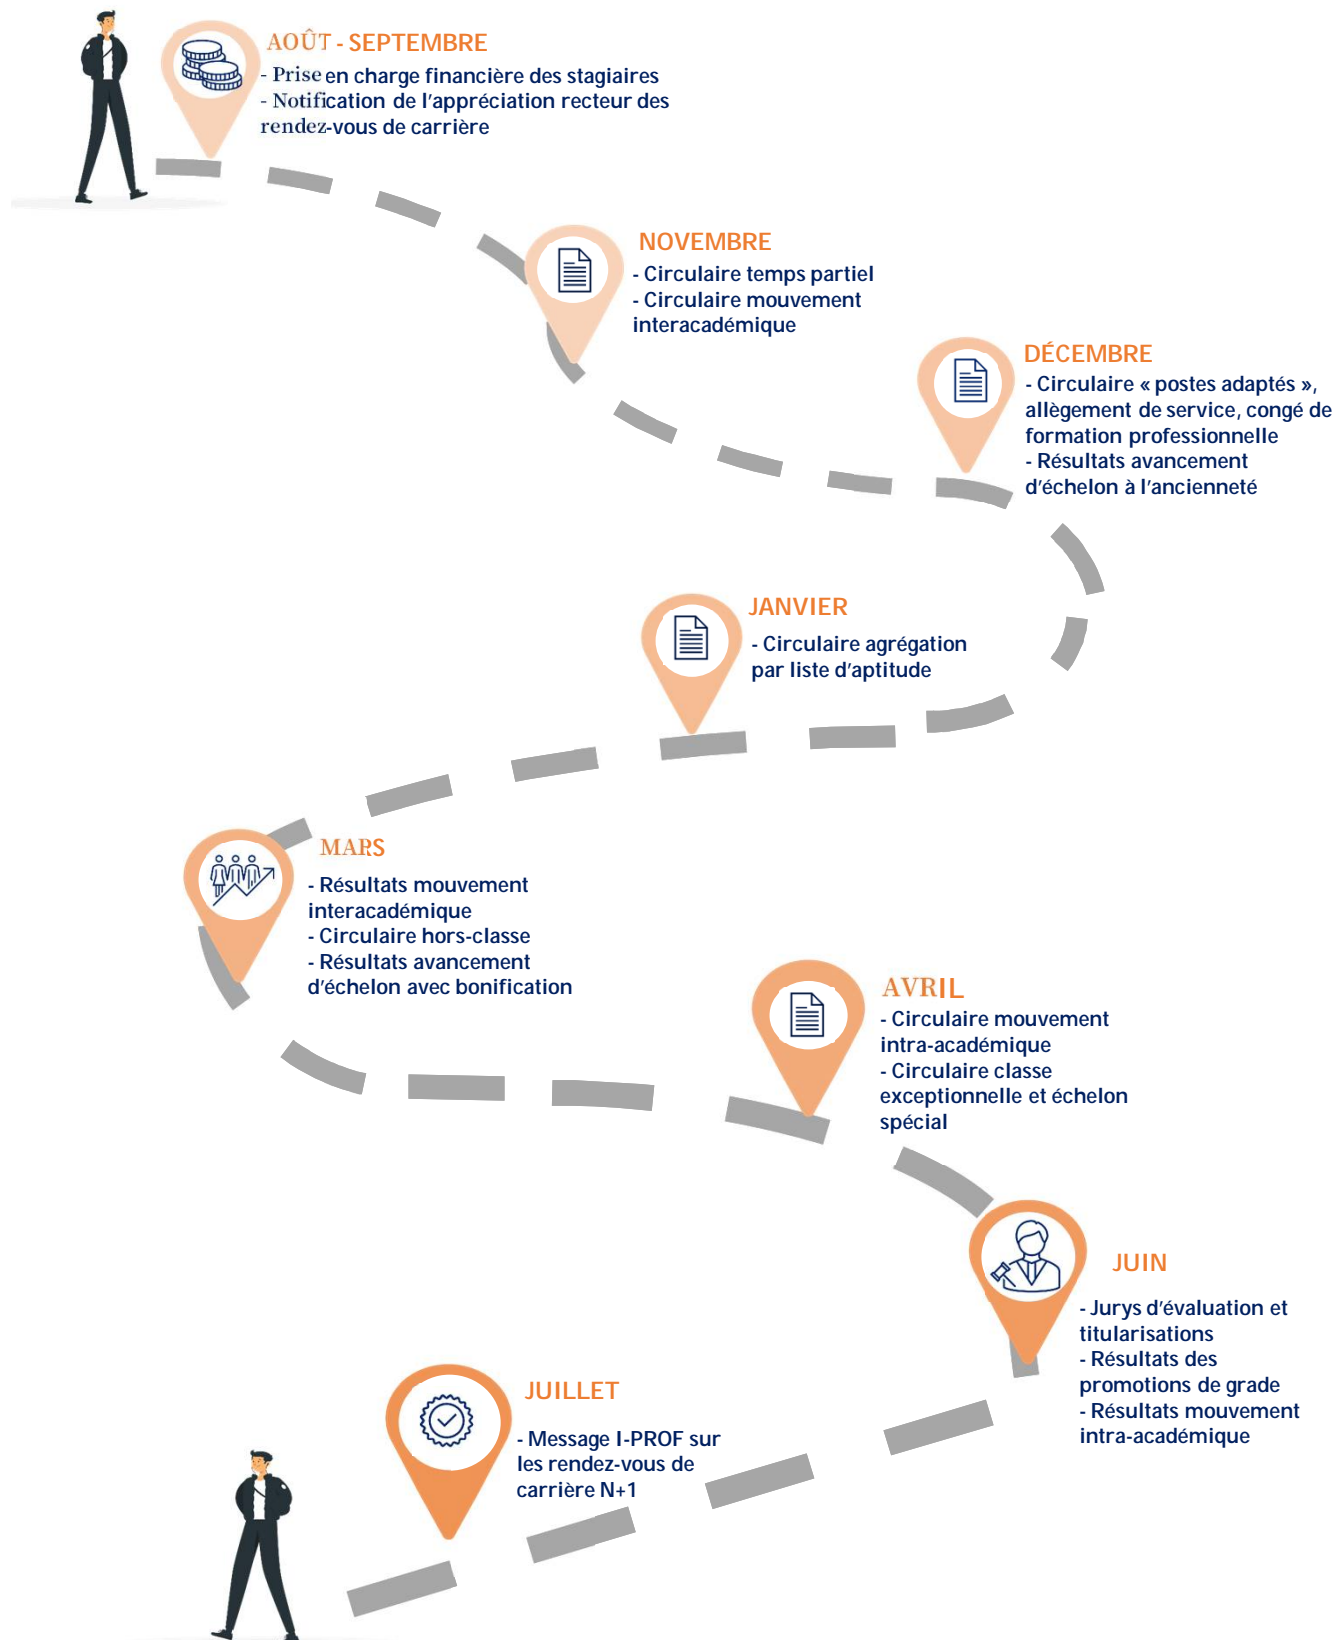 AOÛT - SEPTEMBRE
- Prise en charge financière des stagiaires
- Notification de l'appréciation recteur des
rendez-vous de carrière
NOVEMBRE
- Circulaire temps partiel
- Circulaire mouvement
interacadémique
DÉCEMBRE
- Circulaire « postes adaptés »,
allègement de service, congé de
formation professionnelle
- Résultats avancement
d'échelon à l'ancienneté
JANVIER
- Circulaire agrégation
par liste d'aptitude
MARS
- Résultats mouvement
interacadémique
- Circulaire hors-classe
- Résultats avancement
d'échelon avec bonification
AVRIL
- Circulaire mouvement
intra-académique
- Circulaire classe
exceptionnelle et échelon
spécial
JUIN
- Jurys d'évaluation et
titularisations
- Résultats des
promotions de grade
- Résultats mouvement
intra-académique
JUILLET
- Message I-PROF sur
les rendez-vous de
carrière N+1